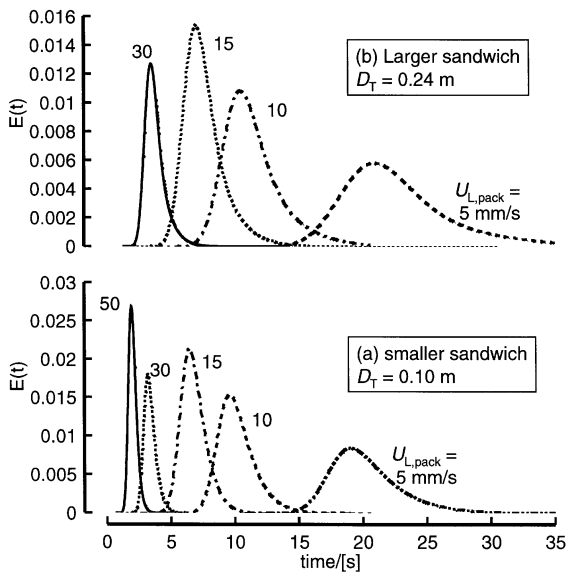 0.016
0.014
0.012
0.01
0.008
0.006
0.004
0.002
0
E(t)
30
15
10
(b) Larger sandwich
D_T = 0.24 m
U_L,pack =
5 mm/s
0.03
0.025
0.02
0.015
0.01
0.005
0
E(t)
50
30
15
10
(a) smaller sandwich
D_T = 0.10 m
U_L,pack =
5 mm/s
0 5 10 15 20 25 30 35
time/[s]